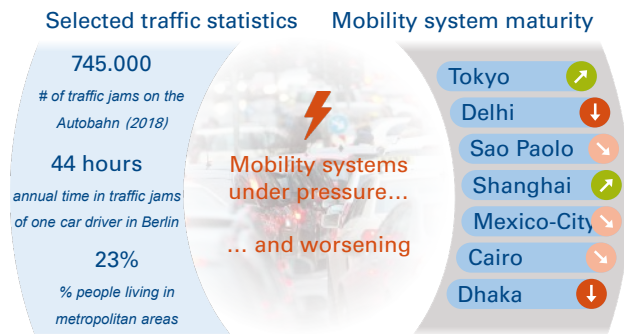 Selected traffic statistics
745.000
# of traffic jams on the
Autobahn (2018)
44 hours
annual time in traffic jams
of one car driver in Berlin
23%
% people living in
metropolitan areas
Mobility systems
under pressure...
... and worsening
Mobility system maturity
Tokyo
Delhi
Sao Paolo
Shanghai
Mexico-City
Cairo
Dhaka